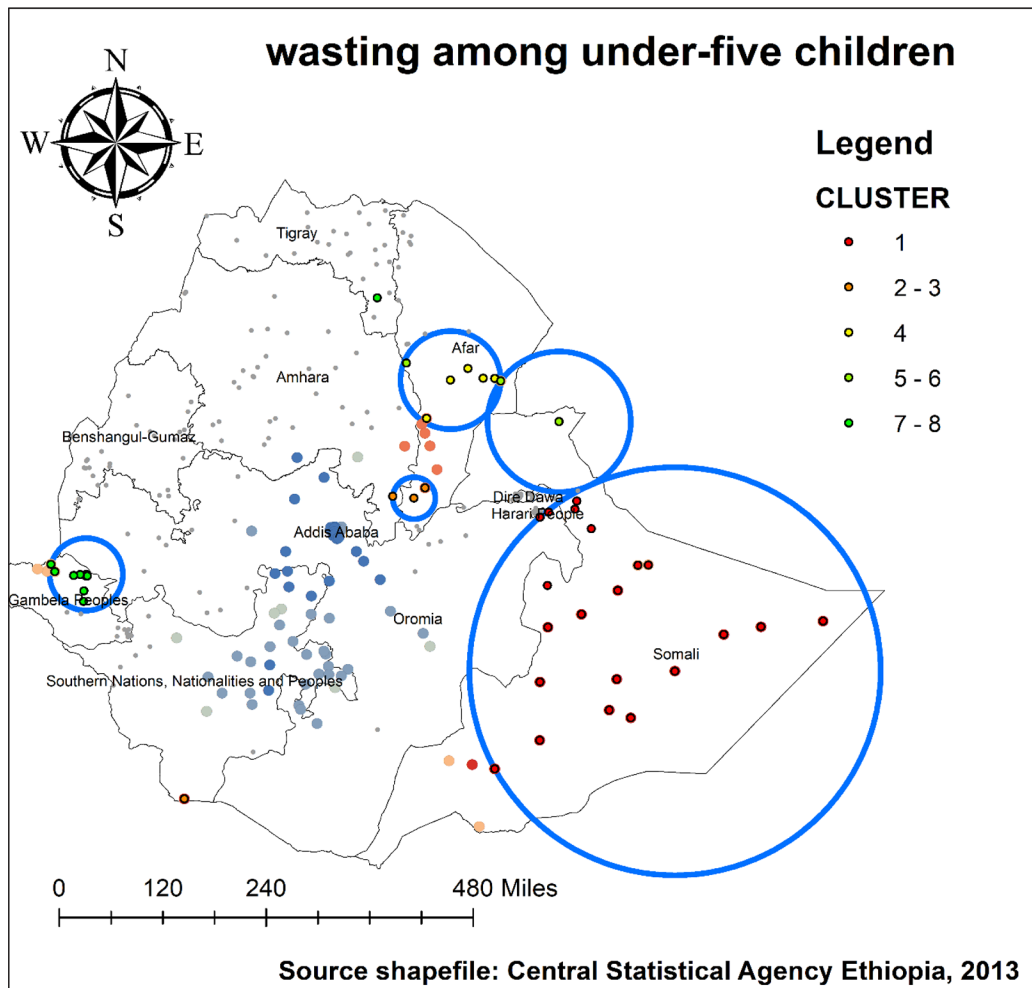 wasting among under-five children
N
W E
S
Legend
CLUSTER
1
2 - 3
4
5 - 6
7 - 8
Tigray
Afar
Amhara
Benshangul-Gumaz
Dire Dawa
Harari People
Addis Ababa
Gambela Peoples
Oromia
Somali
Southern Nations, Nationalities and Peoples
0 120 240 480 Miles
Source shapefile: Central Statistical Agency Ethiopia, 2013